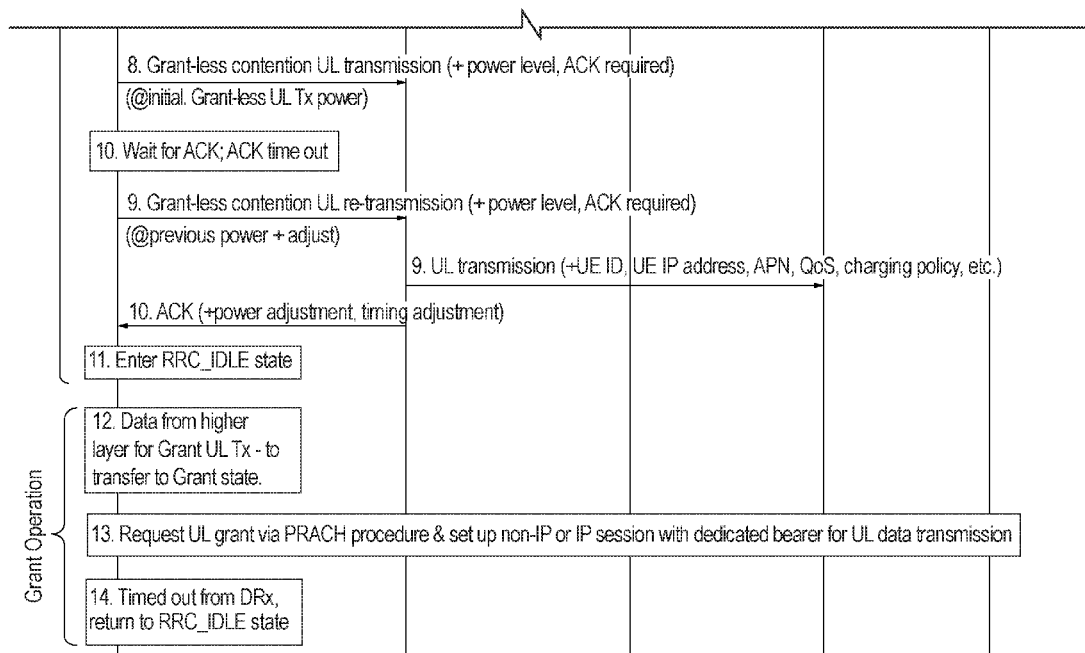 8. Grant-less contention UL transmission (+ power level, ACK required)
(@initial. Grant-less UL Tx power)
10. Wait for ACK; ACK time out
9. Grant-less contention UL re-transmission (+ power level, ACK required)
(@previous power + adjust)
9. UL transmission (+UE ID, UE IP address, APN, QoS, charging policy, etc.)
10. ACK (+power adjustment, timing adjustment)
11. Enter RRC_IDLE state
Grant Operation
12. Data from higher
layer for Grant UL Tx - to
transfer to Grant state.
13. Request UL grant via PRACH procedure & set up non-IP or IP session with dedicated bearer for UL data transmission
14. Timed out from DRx,
return to RRC_IDLE state